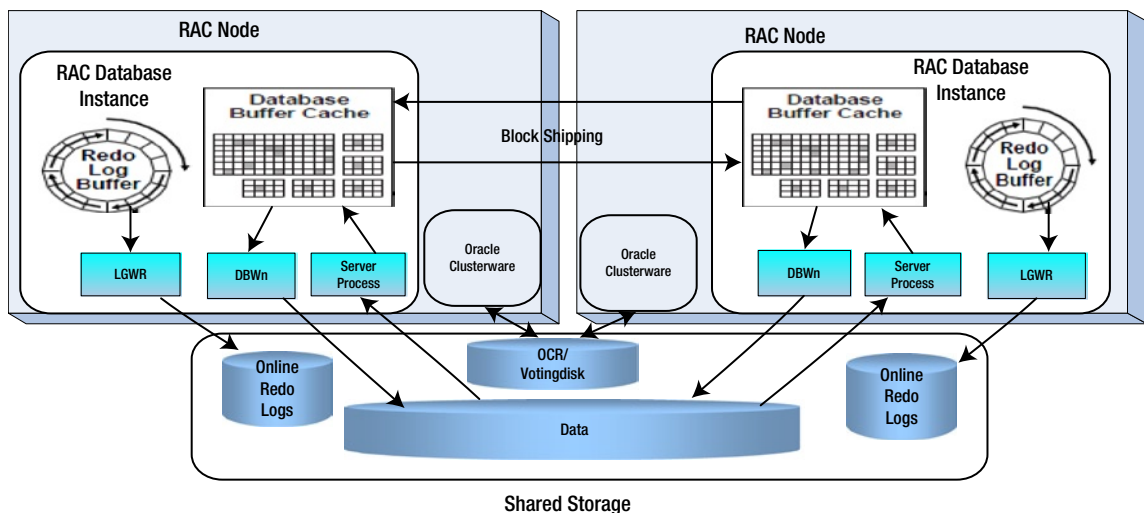 RAC Node
RAC Database
Instance
Database
Buffer Cache
Redo
Log
Buffer
LGWR
DBWn
Server
Process
Oracle
Clusterware
Block Shipping
RAC Node
RAC Database
Instance
Database
Buffer Cache
Redo
Log
Buffer
Oracle
Clusterware
DBWn
Server
Process
LGWR
Online
Redo
Logs
OCR/
Votingdisk
Data
Online
Redo
Logs
Shared Storage